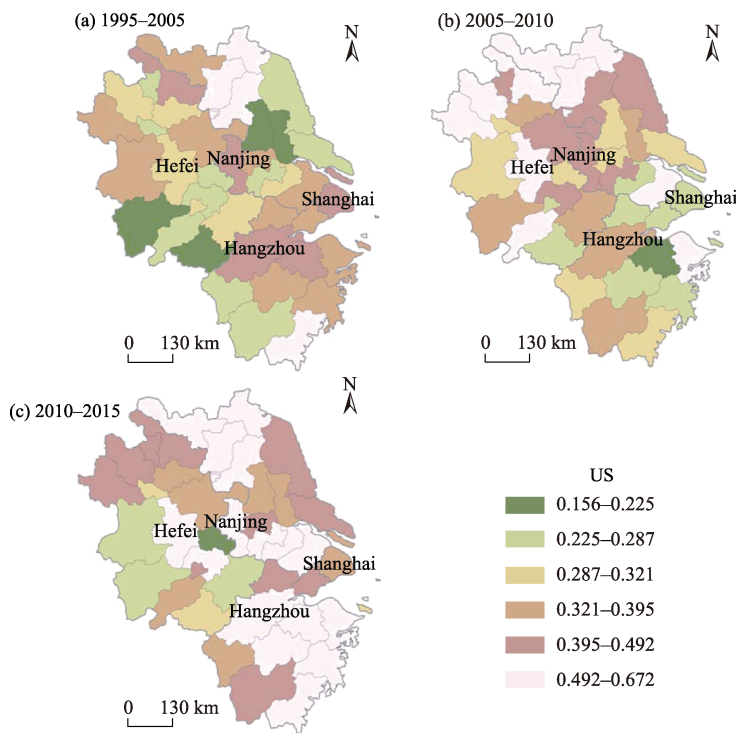 (a) 1995–2005
N
Hefei
Nanjing
Shanghai
Hangzhou
0 130 km
(b) 2005–2010
N
Hefei
Nanjing
Shanghai
Hangzhou
0 130 km
(c) 2010–2015
N
Hefei
Nanjing
Shanghai
Hangzhou
0 130 km
US
0.156–0.225
0.225–0.287
0.287–0.321
0.321–0.395
0.395–0.492
0.492–0.672